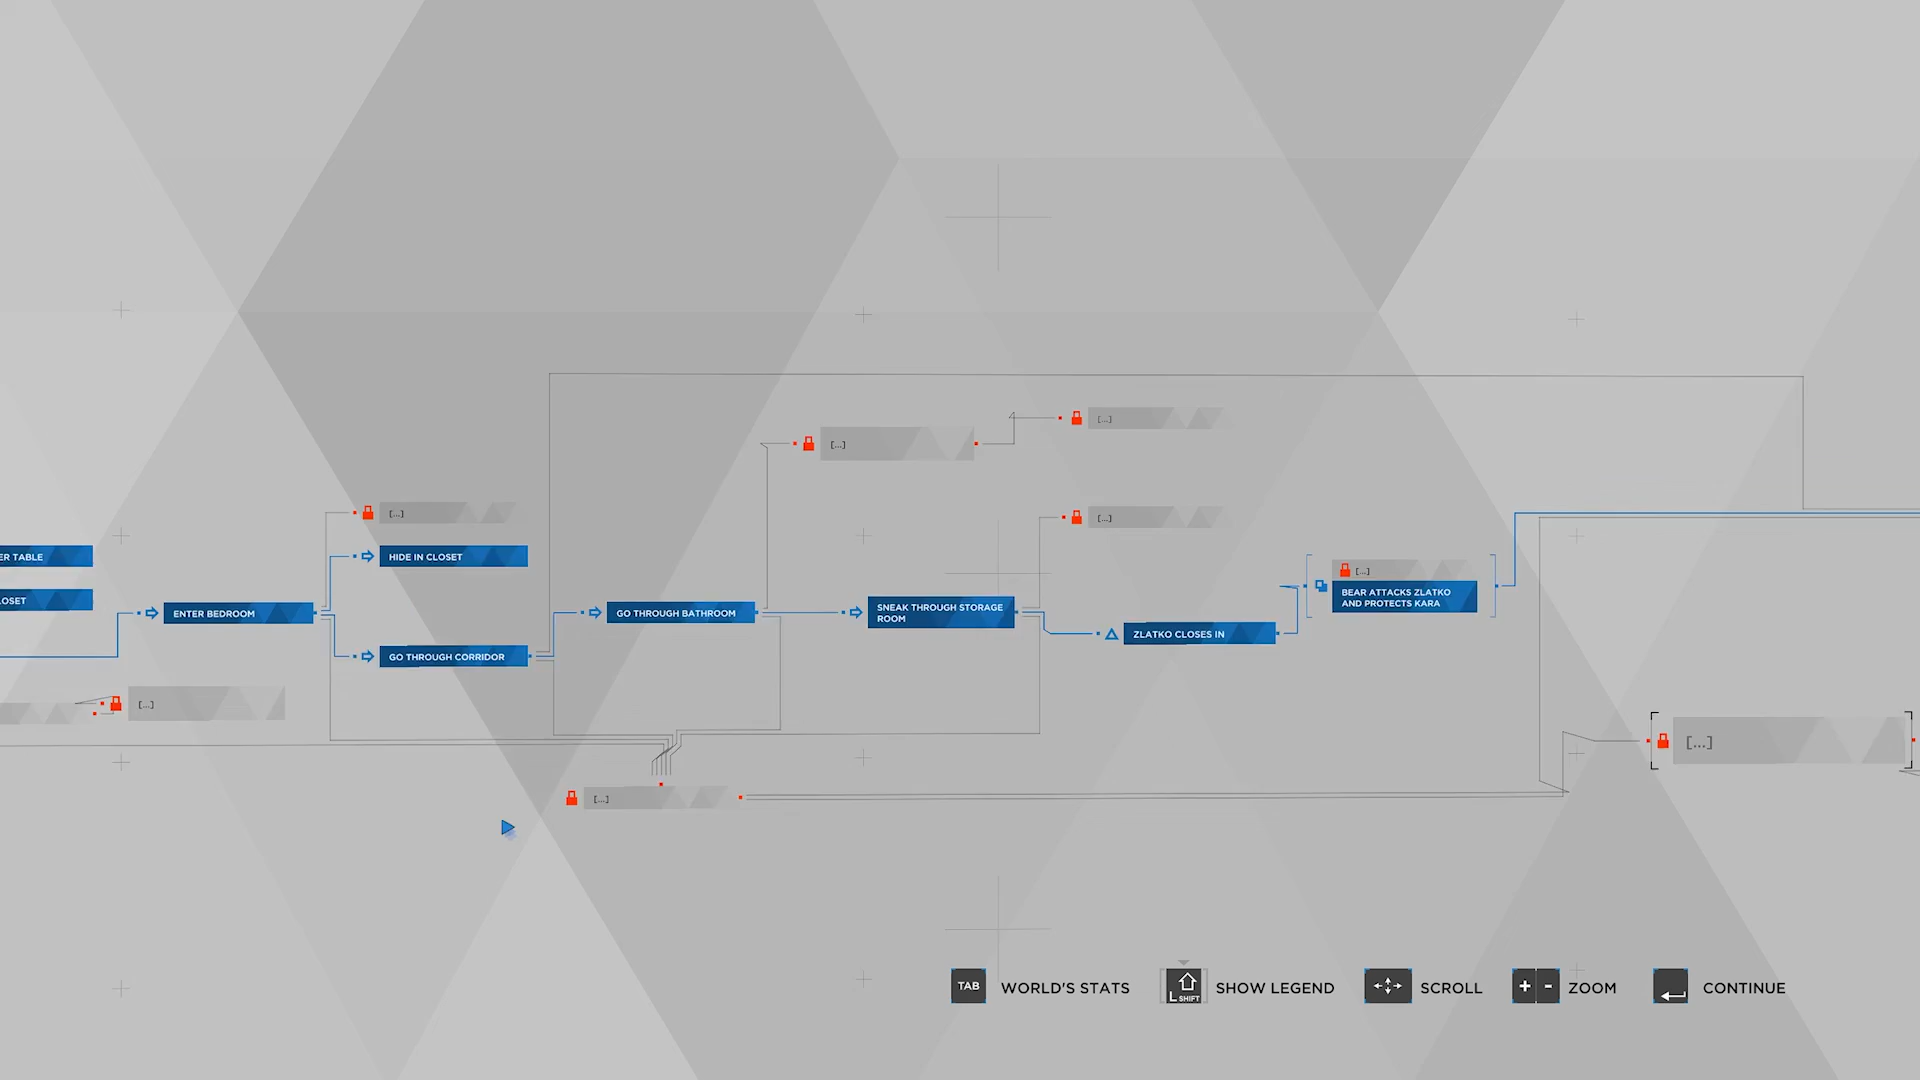 [...]
[...]
[...]
[...]
ER TABLE
HIDE IN CLOSET
[...]
BEAR ATTACKS ZLATKO
AND PROTECTS KARA
LOSET
ENTER BEDROOM
GO THROUGH BATHROOM
SNEAK THROUGH STORAGE
ROOM
ZLATKO CLOSES IN
GO THROUGH CORRIDOR
[...]
[...]
[...]
TAB WORLD'S STATS
L SHIFT SHOW LEGEND
SCROLL
+ - ZOOM
CONTINUE